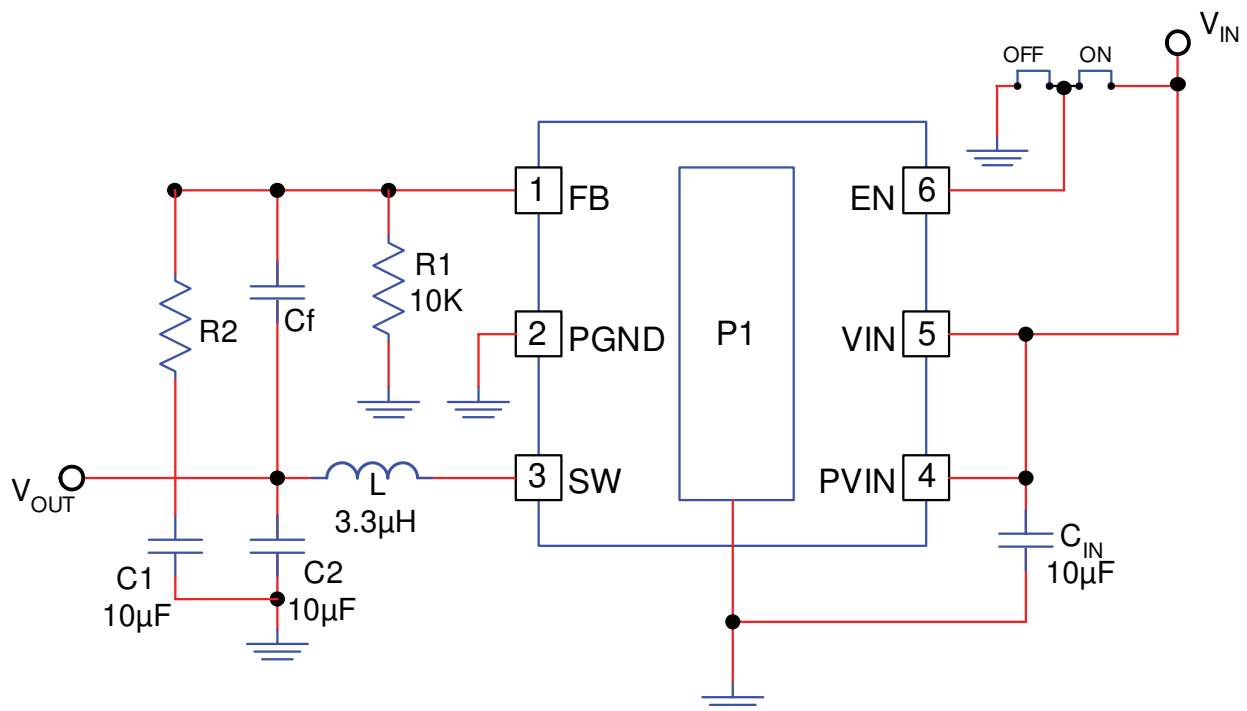 V_IN
OFF
ON
1
FB
6
EN
R1
10K
R2
Cf
2
PGND
P1
5
VIN
V_OUT
L
3.3µH
3
SW
4
PVIN
C1
10µF
C2
10µF
C_IN
10µF